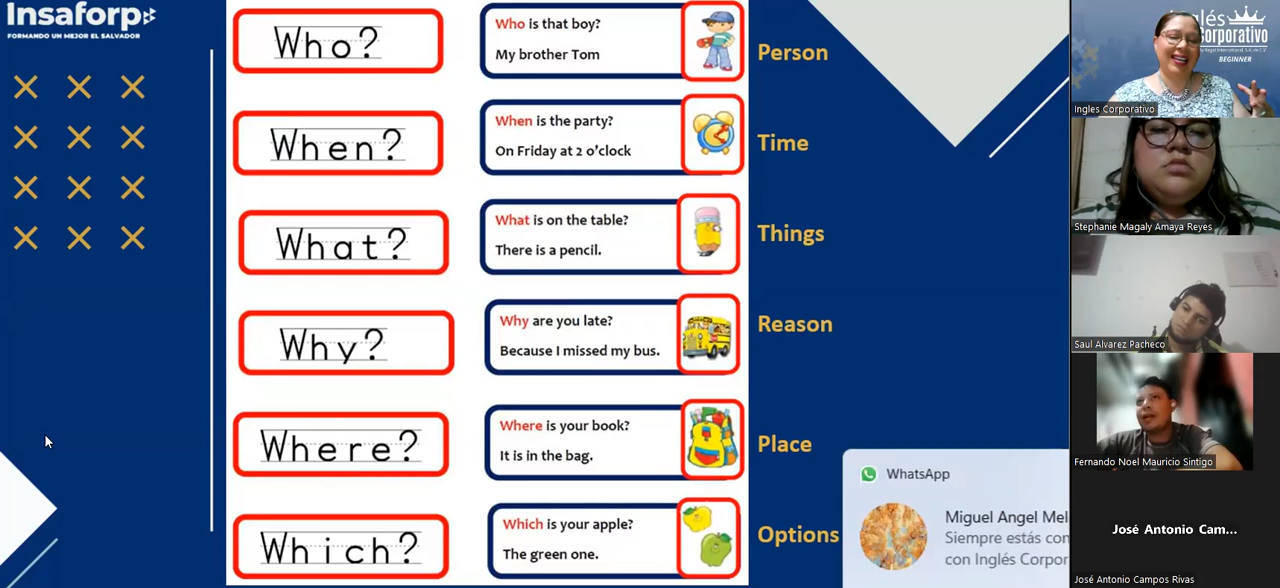 Insaforp
FORMANDO UN MEJOR EL SALVADOR
Who?
Who is that boy?
My brother Tom
Person
When?
When is the party?
On Friday at 2 o'clock
Time
What?
What is on the table?
There is a pencil.
Things
Why?
Why are you late?
Because I missed my bus.
Reason
Where?
Where is your book?
It is in the bag.
Place
Which?
Which is your apple?
The green one.
Options
WhatsApp
Miguel Angel Mel
Siempre estás con
con Inglés Corpor
Inglés
Corporativo
BEGINNER
Ingles Corporativo
Stephanie Magaly Amaya Reyes
Saul Alvarez Pacheco
Fernando Noel Mauricio Sintigo
José Antonio Cam...
José Antonio Campos Rivas